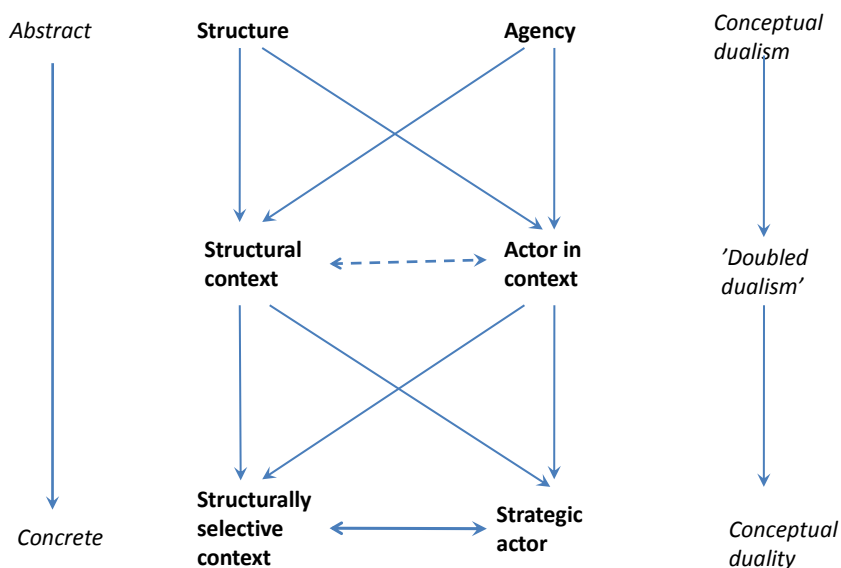 Abstract
Structure
Agency
Conceptual
dualism
Structural
context
Actor in
context
’Doubled
dualism’
Structurally
selective
context
Strategic
actor
Concrete
Conceptual
duality